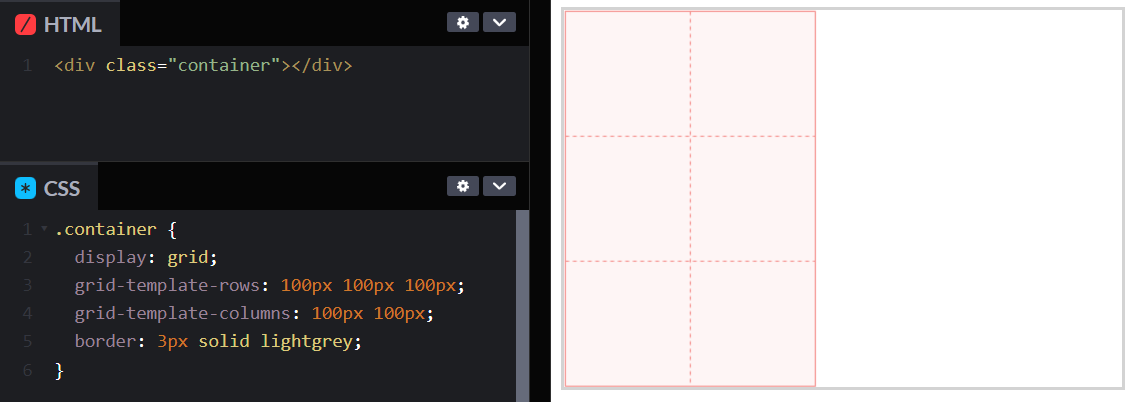 HTML
1 <div class="container"></div>
CSS
1 .container {
2 display: grid;
3 grid-template-rows: 100px 100px 100px;
4 grid-template-columns: 100px 100px;
5 border: 3px solid lightgrey;
6 }